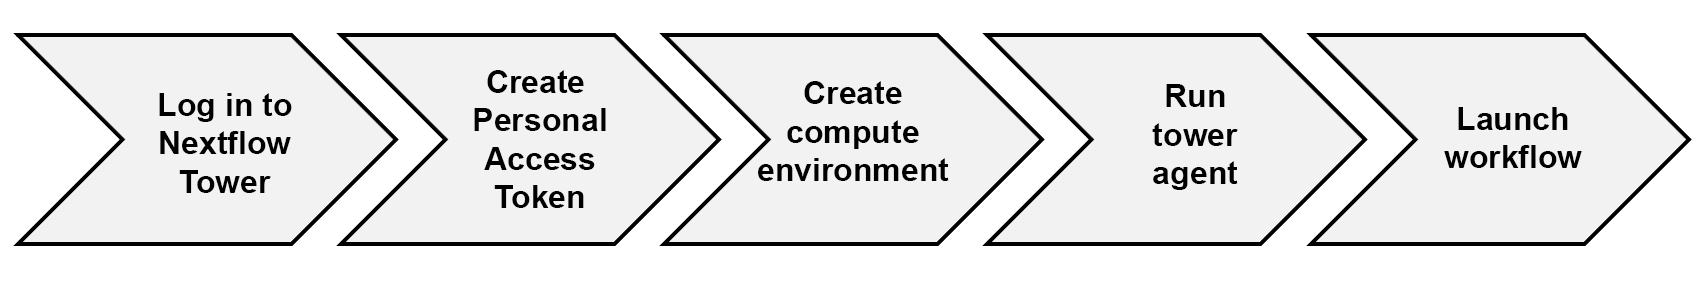 Log in to
Nextflow
Tower
Create
Personal
Access
Token
Create
compute
environment
Run
tower
agent
Launch
workflow